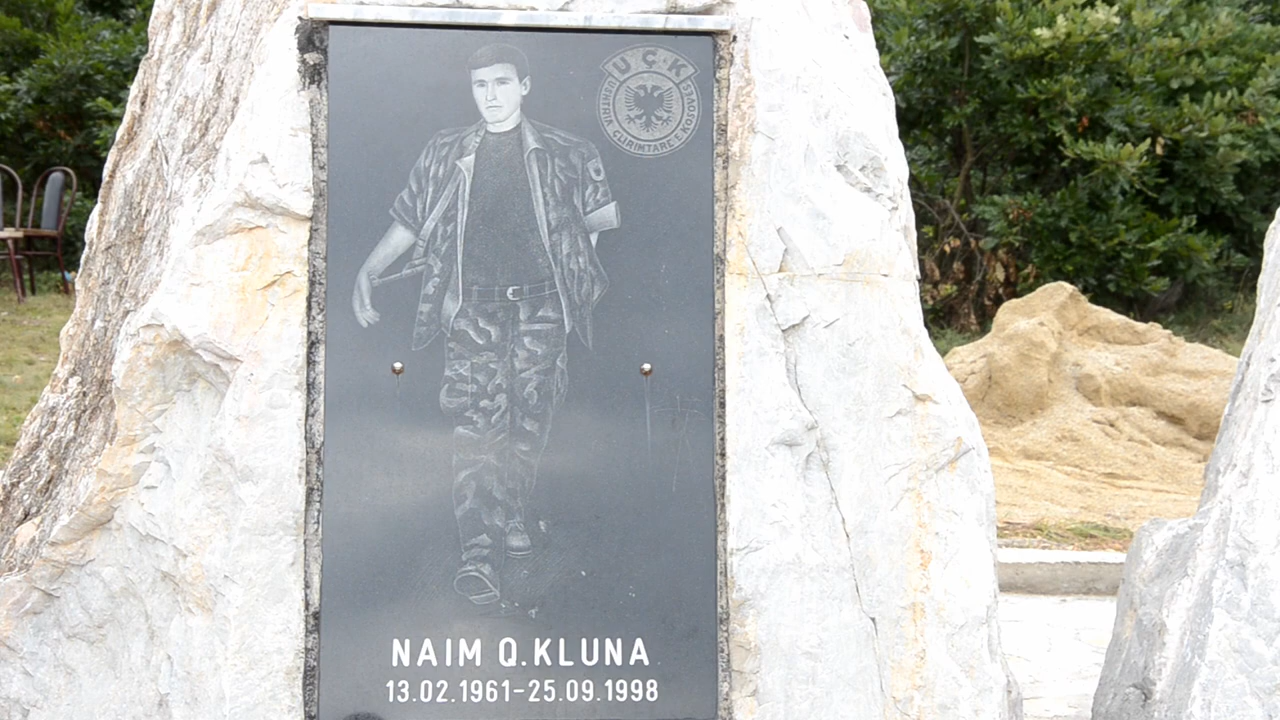 UÇK
USHTRIA ÇLIRIMTARE E KOSOVËS
NAIM Q.KLUNA
13.02.1961-25.09.1998